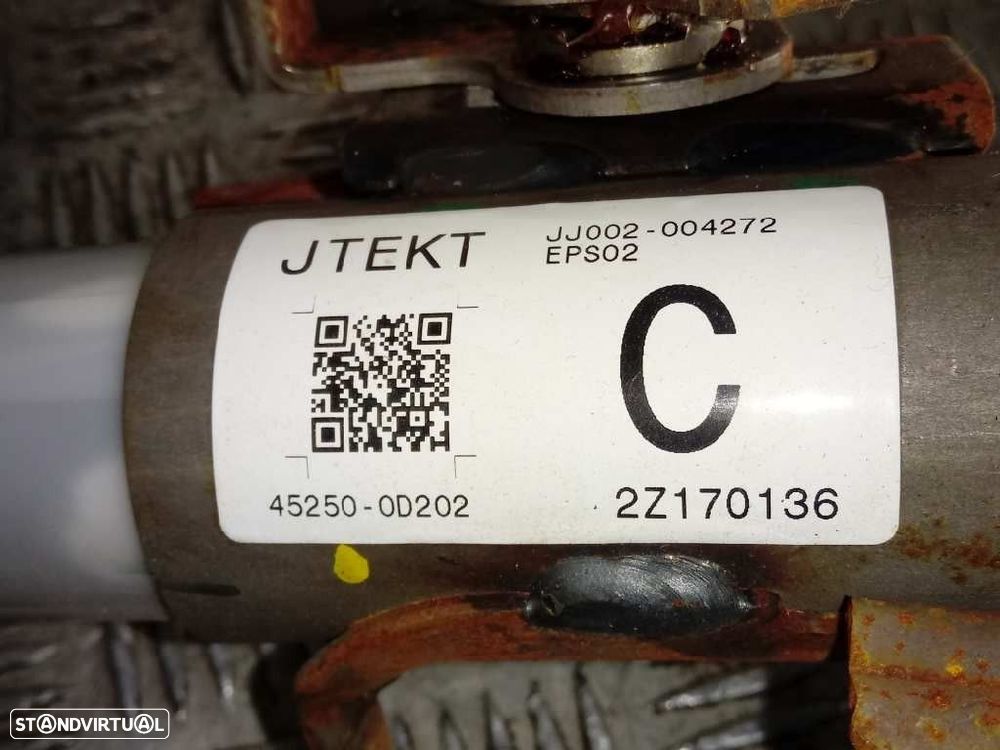 JTEKT
JJ002-004272
EPS02
C
45250-0D202
2Z170136
STANDVIRTUAL